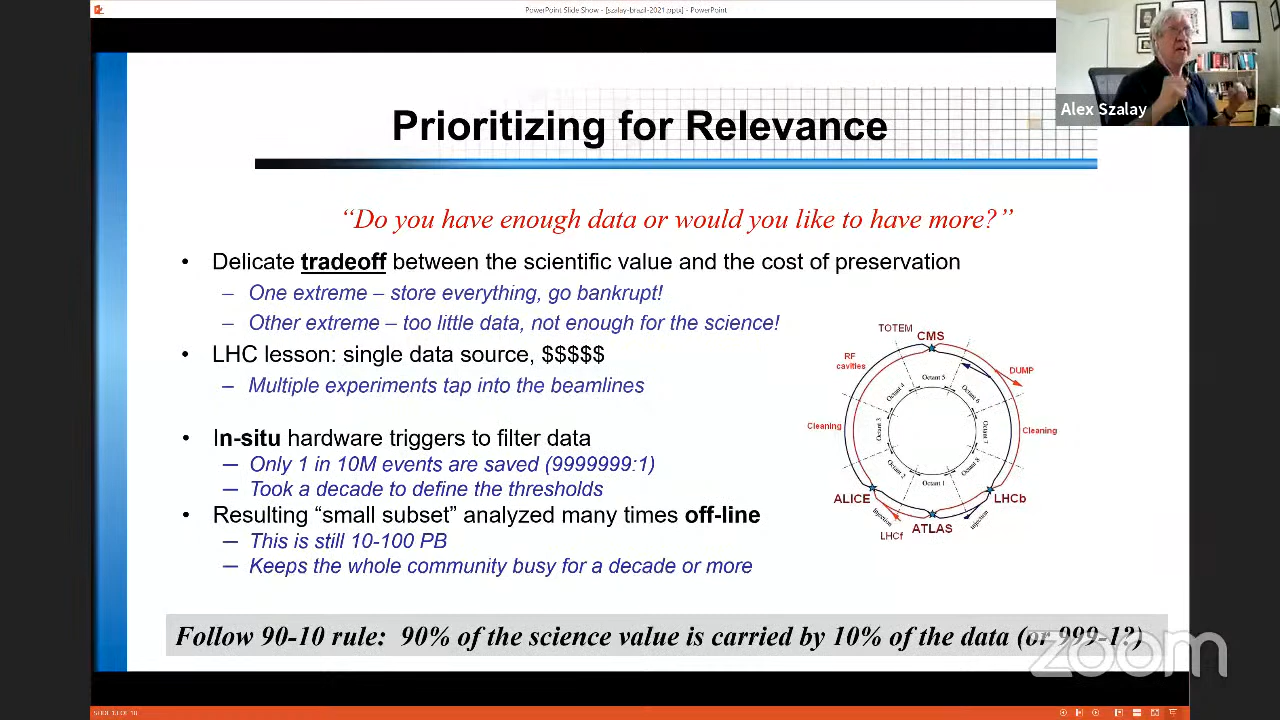 PowerPoint Slide Show - [szalay-brazil-2021.pptx] - PowerPoint
Alex Szalay
Prioritizing for Relevance
“Do you have enough data or would you like to have more?”
• Delicate tradeoff between the scientific value and the cost of preservation
– One extreme – store everything, go bankrupt!
– Other extreme – too little data, not enough for the science!
• LHC lesson: single data source, $$$$$
– Multiple experiments tap into the beamlines
• In-situ hardware triggers to filter data
– Only 1 in 10M events are saved (9999999:1)
– Took a decade to define the thresholds
• Resulting “small subset” analyzed many times off-line
– This is still 10-100 PB
– Keeps the whole community busy for a decade or more
TOTEM
CMS
RF
cavities
DUMP
Octant 5
Octant 4
Octant 6
Cleaning
Octant 3
Octant 7
Cleaning
Octant 2
Octant 8
Octant 1
ALICE
LHCb
Injection
ATLAS
Injection
LHCf
Follow 90-10 rule: 90% of the science value is carried by 10% of the data (or 999-1?)
zoom
SLIDE 13 OF 18